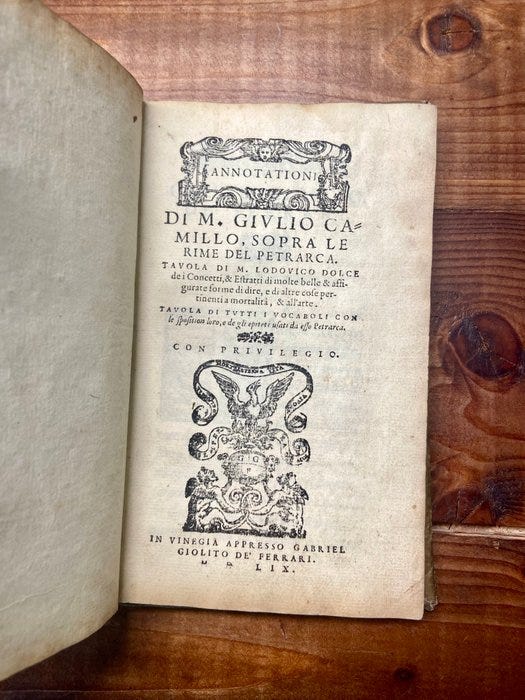 ANNOTATIONI
DI M. GIVLIO CA=
MILLO, SOPRA LE
RIME DEL PETRARCA.
TAVOLA DI M. LODOVICO DOLCE
de i Concetti, & Estratti di molte belle & affi-
gurate forme di dire, e di altre cose per-
tinenti a mortalità, & all'arte.
TAVOLA DI TVTTI I VOCABOLI CON
le sposition loro, e de gli epiteti usati da esso Petrarca.
CON PRIVILEGIO.
G G
F
IN VINEGIA APPRESSO GABRIEL
GIOLITO DE' FERRARI.
LIX.